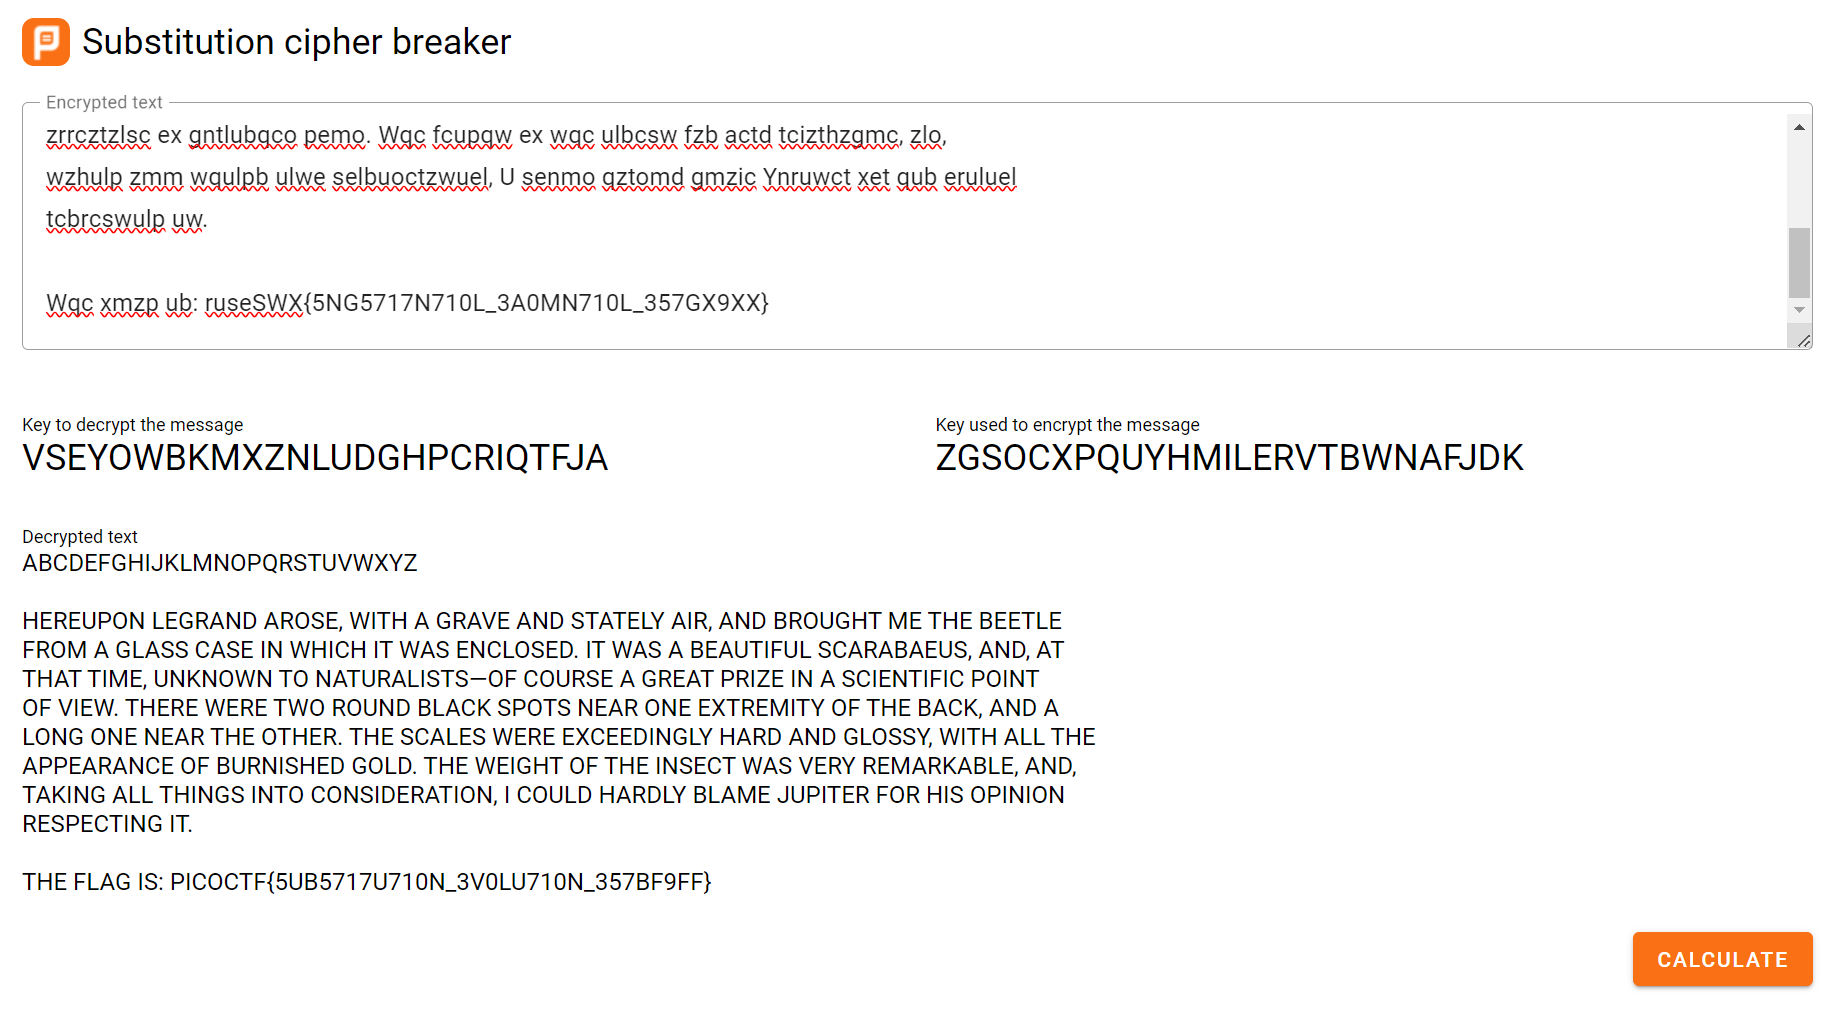 Substitution cipher breaker
Encrypted text
zrrcztzlsc ex gntlubqco pemo. Wqc fcupqw ex wqc ulbcsw fzb actd tcizthzgmc, zlo,
wzhulp zmm wqulpb ulwe selbuoctzwuel, U senmo qztomd gmzic Ynruwct xet qub eruluel
tcbrcswulp uw.
Wqc xmzp ub: ruseSWX{5NG5717N710L_3A0MN710L_357GX9XX}
Key to decrypt the message
VSEYOWBKMXZNLUDGHPCRIQTFJA
Key used to encrypt the message
ZGSOCXPQUYHMILERVTBWNAFJDK
Decrypted text
ABCDEFGHIJKLMNOPQRSTUVWXYZ
HEREUPON LEGRAND AROSE, WITH A GRAVE AND STATELY AIR, AND BROUGHT ME THE BEETLE
FROM A GLASS CASE IN WHICH IT WAS ENCLOSED. IT WAS A BEAUTIFUL SCARABAEUS, AND, AT
THAT TIME, UNKNOWN TO NATURALISTS—OF COURSE A GREAT PRIZE IN A SCIENTIFIC POINT
OF VIEW. THERE WERE TWO ROUND BLACK SPOTS NEAR ONE EXTREMITY OF THE BACK, AND A
LONG ONE NEAR THE OTHER. THE SCALES WERE EXCEEDINGLY HARD AND GLOSSY, WITH ALL THE
APPEARANCE OF BURNISHED GOLD. THE WEIGHT OF THE INSECT WAS VERY REMARKABLE, AND,
TAKING ALL THINGS INTO CONSIDERATION, I COULD HARDLY BLAME JUPITER FOR HIS OPINION
RESPECTING IT.
THE FLAG IS: PICOCTF{5UB5717U710N_3V0LU710N_357BF9FF}
CALCULATE